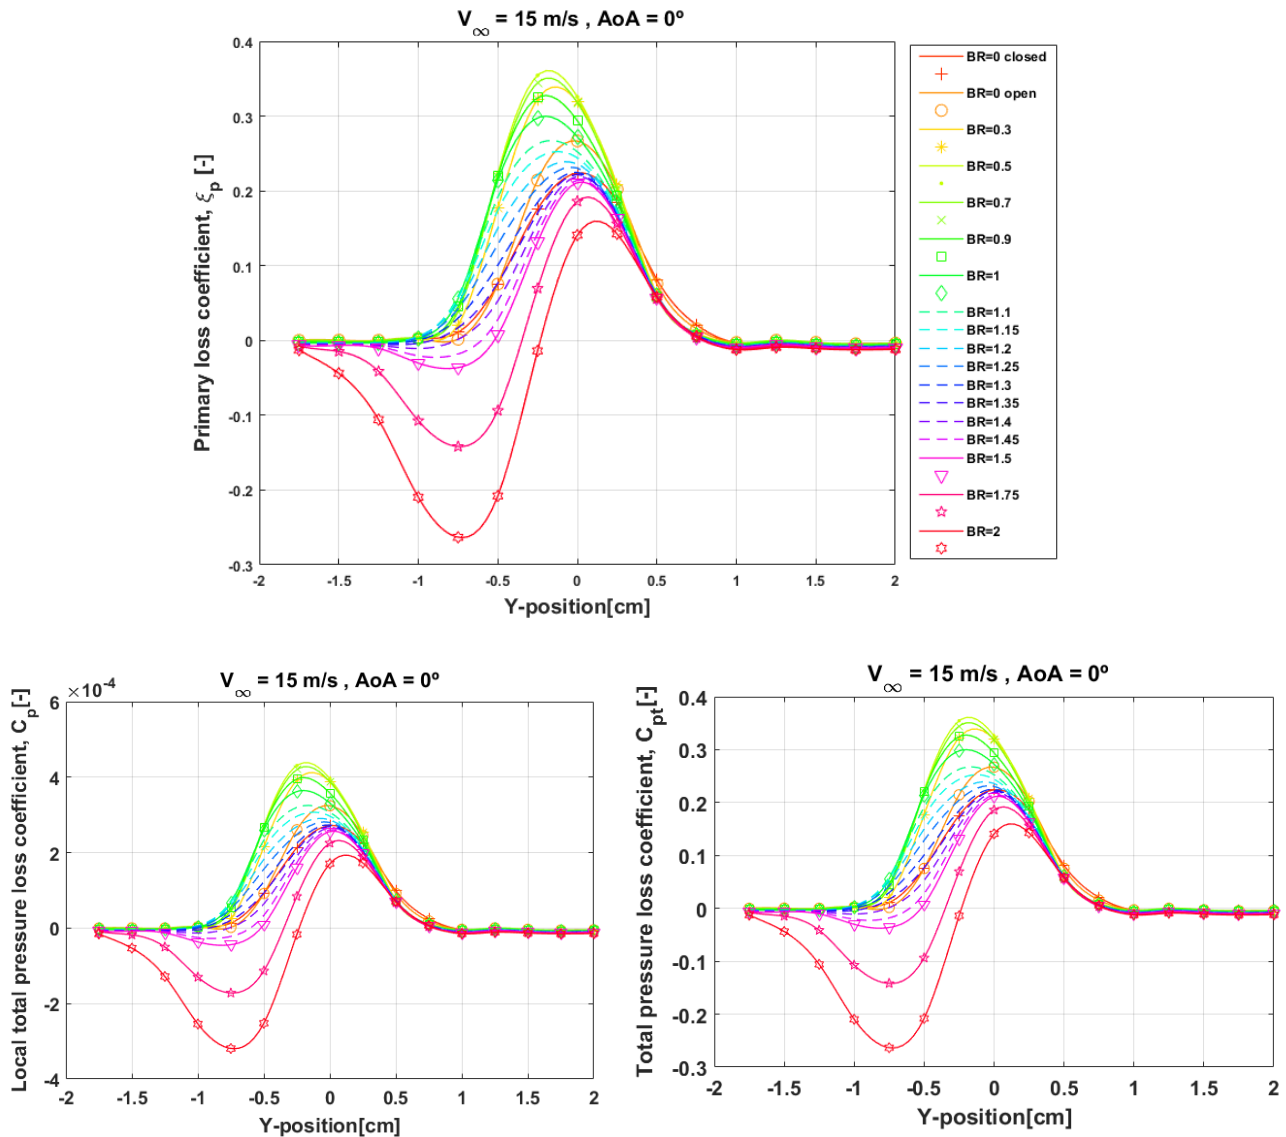 V∞ = 15 m/s , AoA = 0º
Primary loss coefficient, ξp [-]
0.4
0.3
0.2
0.1
0
-0.1
-0.2
-0.3
-2 -1.5 -1 -0.5 0 0.5 1 1.5 2
Y-position[cm]
BR=0 closed
BR=0 open
BR=0.3
BR=0.5
BR=0.7
BR=0.9
BR=1
BR=1.1
BR=1.15
BR=1.2
BR=1.25
BR=1.3
BR=1.35
BR=1.4
BR=1.45
BR=1.5
BR=1.75
BR=2
V∞ = 15 m/s , AoA = 0º
×10-4
Local total pressure loss coefficient, Cp[-]
6
4
2
0
-2
-4
-2 -1.5 -1 -0.5 0 0.5 1 1.5 2
Y-position[cm]
V∞ = 15 m/s , AoA = 0º
Total pressure loss coefficient, Cpt[-]
0.4
0.3
0.2
0.1
0
-0.1
-0.2
-0.3
-2 -1.5 -1 -0.5 0 0.5 1 1.5 2
Y-position[cm]